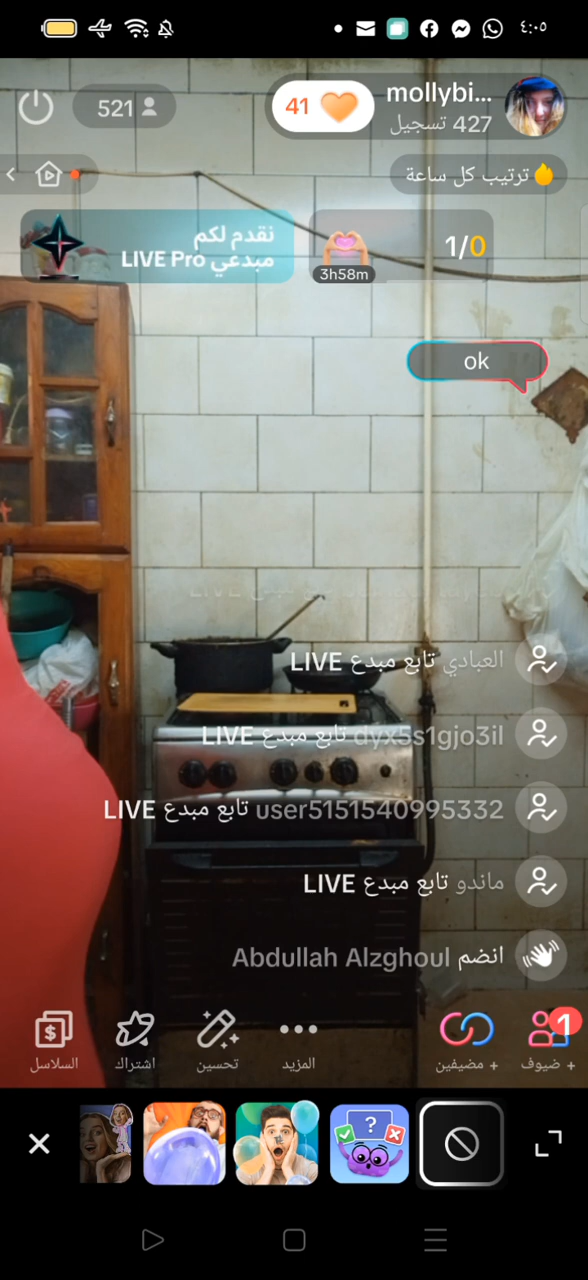 ٤:٠٥
521
41
mollybi...
427 تسجيل
ترتيب كل ساعة
نقدم لكم
مبدعي LIVE Pro
3h58m
1/0
ok
العبادي تابع مبدع LIVE
dyx5s1gjo3il تابع مبدع LIVE
user5151540995332 تابع مبدع LIVE
ماندو تابع مبدع LIVE
Abdullah Alzghoul انضم
1
+ ضيوف
+ مضيفين
المزيد
تحسين
اشتراك
السلاسل
?